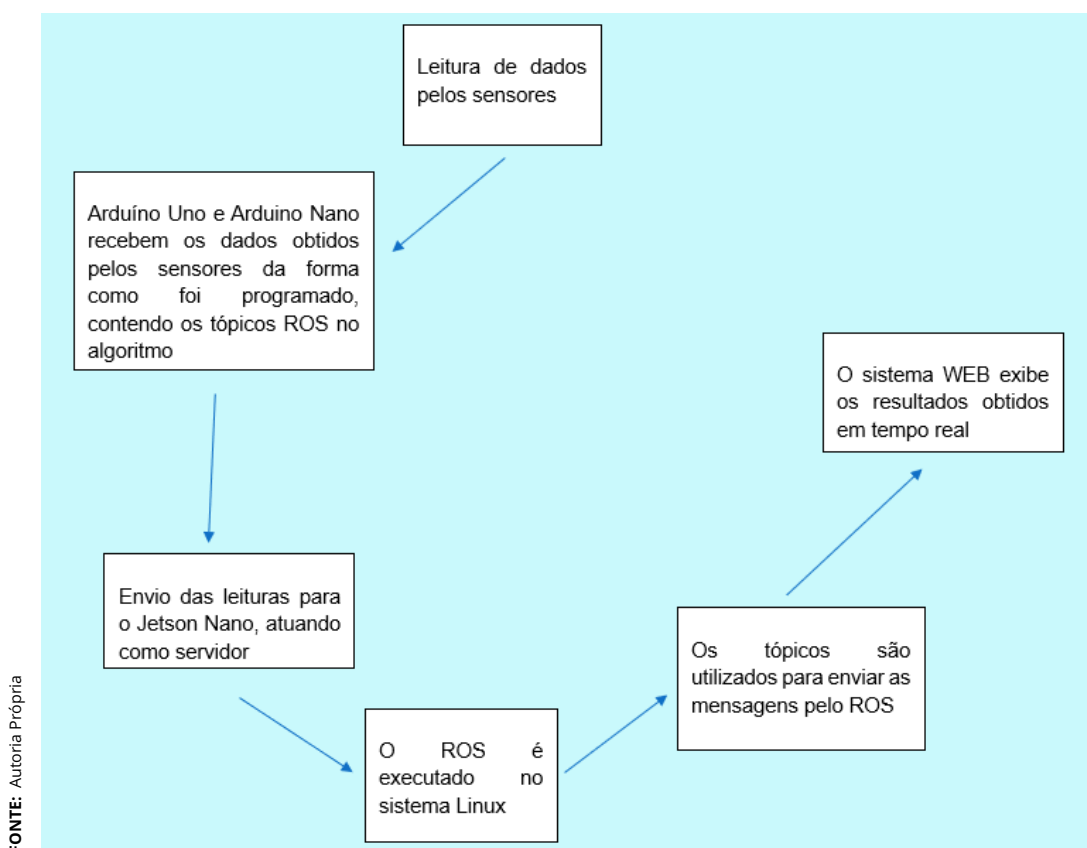 Leitura de dados
pelos sensores
Arduíno Uno e Arduino Nano
recebem os dados obtidos
pelos sensores da forma
como foi programado,
contendo os tópicos ROS no
algoritmo
Envio das leituras para
o Jetson Nano, atuando
como servidor
O ROS é
executado no
sistema Linux
Os tópicos são
utilizados para enviar as
mensagens pelo ROS
O sistema WEB exibe
os resultados obtidos
em tempo real
FONTE: Autoria Própria